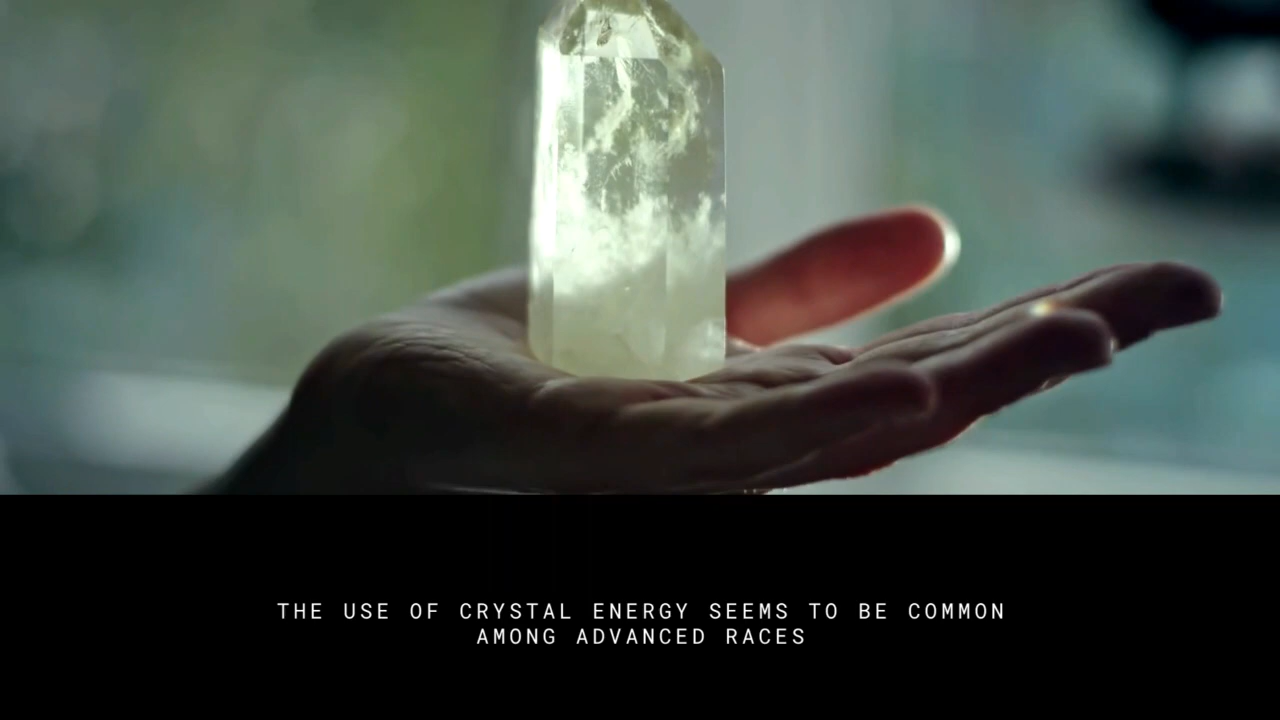 THE USE OF CRYSTAL ENERGY SEEMS TO BE COMMON
AMONG ADVANCED RACES